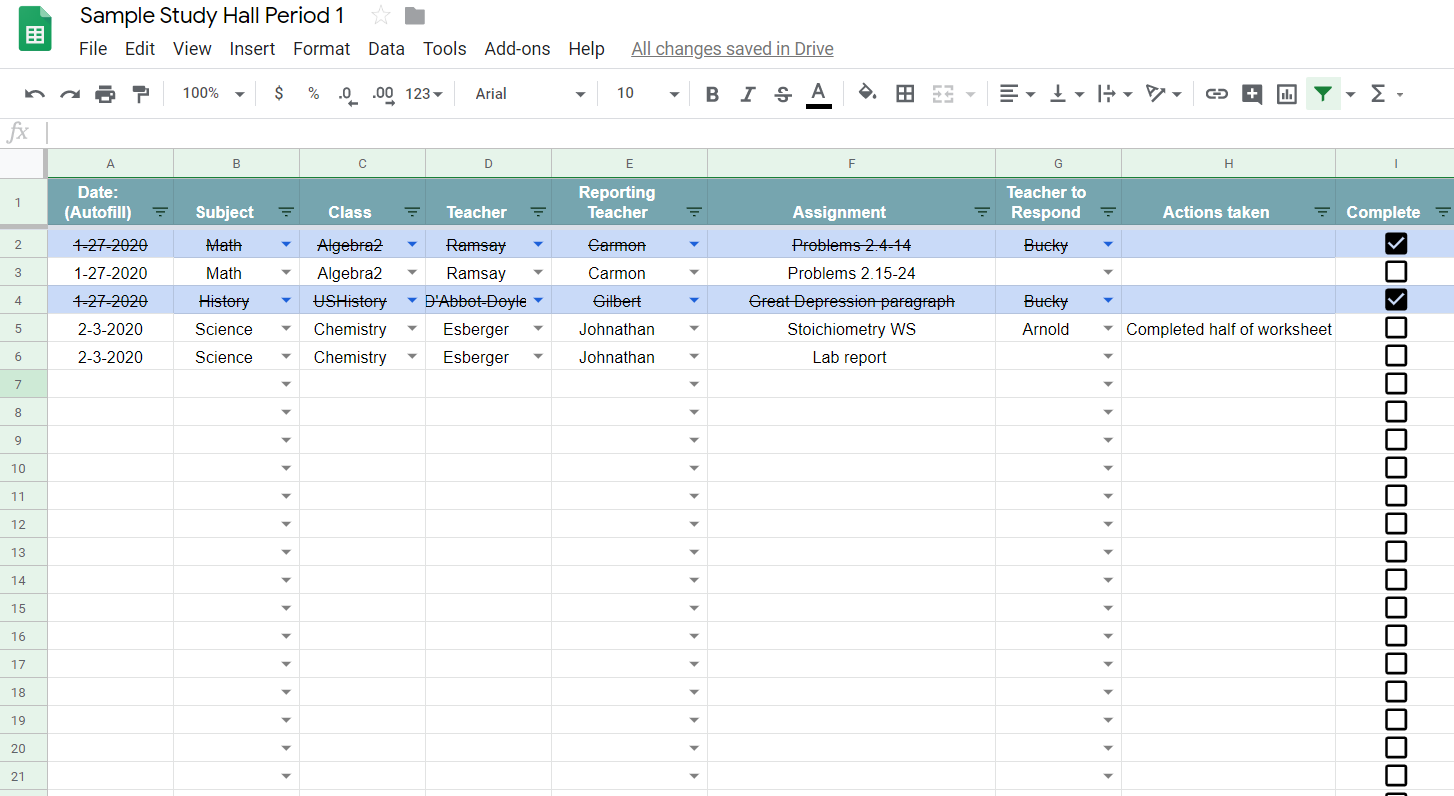 Sample Study Hall Period 1
File Edit View Insert Format Data Tools Add-ons Help All changes saved in Drive
100% $ % .0 .00 123 Arial 10 B I S A Σ
fx
A B C D E F G H I
1 Date: (Autofill) Subject Class Teacher Reporting Teacher Assignment Teacher to Respond Actions taken Complete
2 1-27-2020 Math Algebra2 Ramsay Carmon Problems 2.4-14 Bucky
3 1-27-2020 Math Algebra2 Ramsay Carmon Problems 2.15-24
4 1-27-2020 History USHistory D'Abbot-Doyle Gilbert Great Depression paragraph Bucky
5 2-3-2020 Science Chemistry Esberger Johnathan Stoichiometry WS Arnold Completed half of worksheet
6 2-3-2020 Science Chemistry Esberger Johnathan Lab report
7
8
9
10
11
12
13
14
15
16
17
18
19
20
21